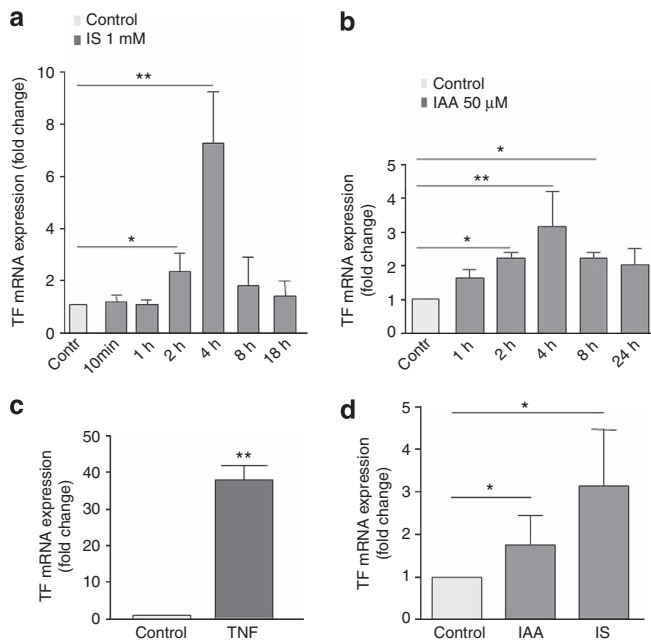 a
Control
IS 1 mM
TF mRNA expression (fold change)
10
8
6
4
2
0
**
*
Contr
10min
1 h
2 h
4 h
8 h
18 h
b
Control
IAA 50 µM
TF mRNA expression
(fold change)
5
4
3
2
1
0
*
**
*
Contr
1 h
2 h
4 h
8 h
24 h
c
TF mRNA expression
(fold change)
50
40
30
20
10
0
**
Control
TNF
d
TF mRNA expression
(fold change)
5
4
3
2
1
0
*
*
Control
IAA
IS